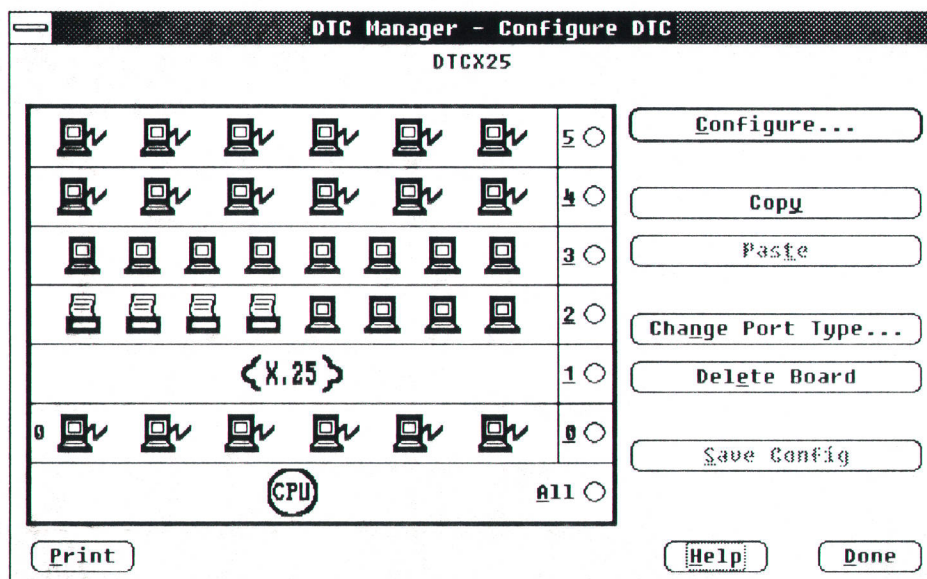 DTC Manager - Configure DTC
DTCX25
5
Configure...
4
Copy
3
Paste
2
Change Port Type...
X.25
1
Delete Board
0
0
Save Config
CPU
All
Print
Help
Done